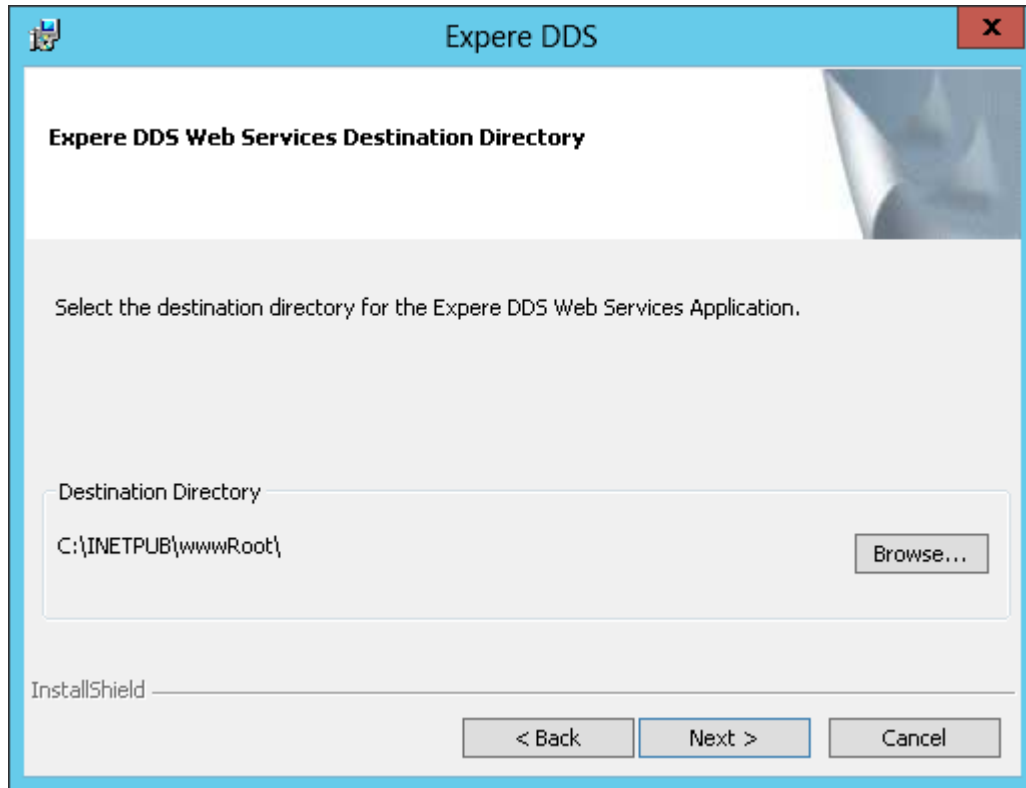 Expere DDS
x
Expere DDS Web Services Destination Directory
Select the destination directory for the Expere DDS Web Services Application.
Destination Directory
C:\INETPUB\wwwRoot\
Browse...
InstallShield
< Back
Next >
Cancel